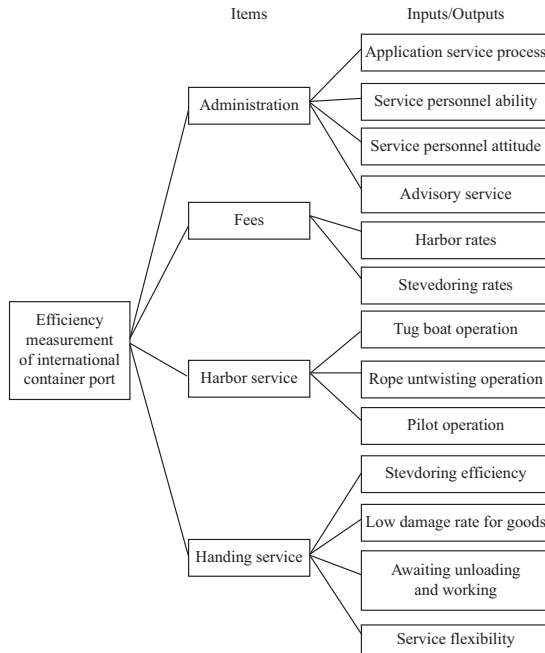 Items
Inputs/Outputs
Application service process
Administration
Service personnel ability
Service personnel attitude
Advisory service
Fees
Harbor rates
Stevedoring rates
Efficiency
measurement
of international
container port
Tug boat operation
Harbor service
Rope untwisting operation
Pilot operation
Stevdoring efficiency
Low damage rate for goods
Handing service
Awaiting unloading
and working
Service flexibility